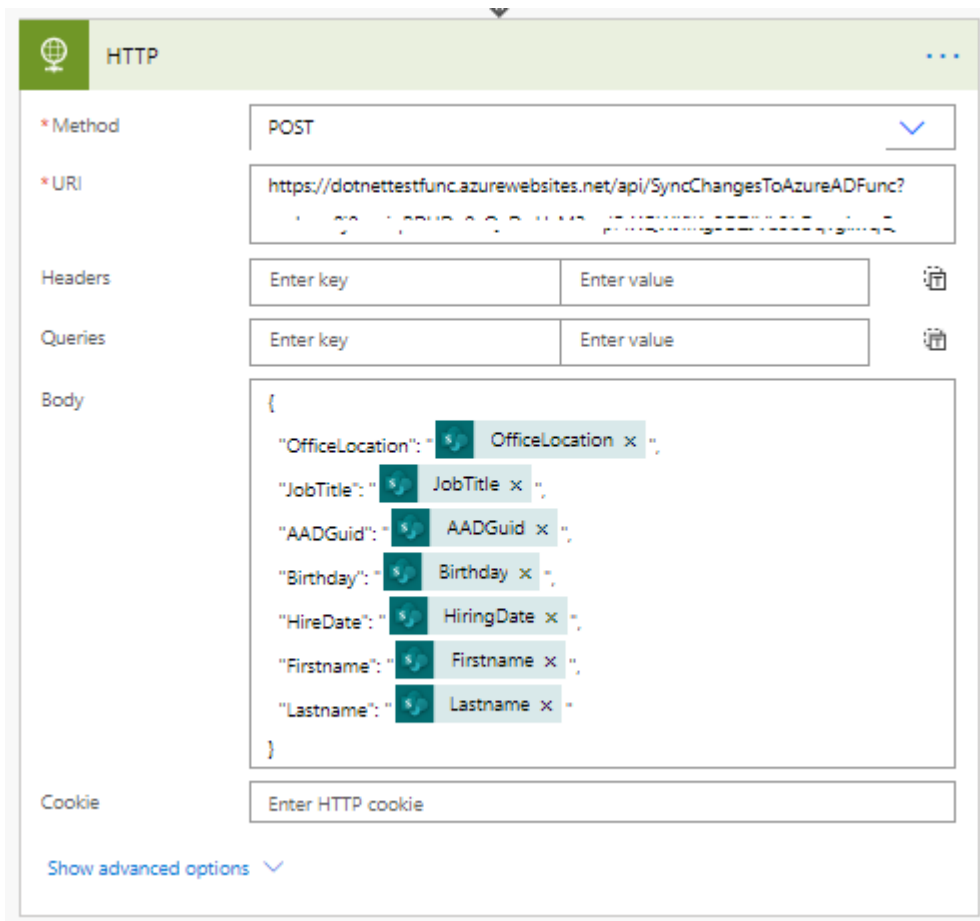 HTTP
...
*Method
POST
*URI
https://dotnettestfunc.azurewebsites.net/api/SyncChangesToAzureADFunc?
Headers
Enter key Enter value
Queries
Enter key Enter value
Body
{
"OfficeLocation": " OfficeLocation × ",
"JobTitle": " JobTitle × ",
"AADGuid": " AADGuid × ",
"Birthday": " Birthday × ",
"HireDate": " HiringDate × ",
"Firstname": " Firstname × ",
"Lastname": " Lastname × "
}
Cookie
Enter HTTP cookie
Show advanced options